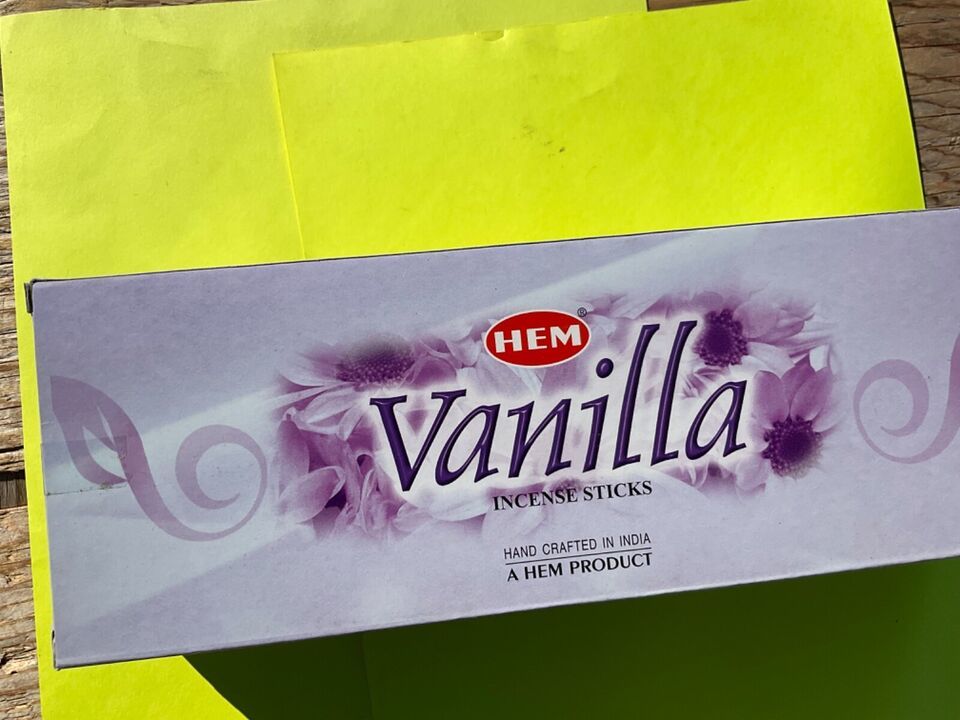 HEM®
Vanilla
INCENSE STICKS
HAND CRAFTED IN INDIA
A HEM PRODUCT